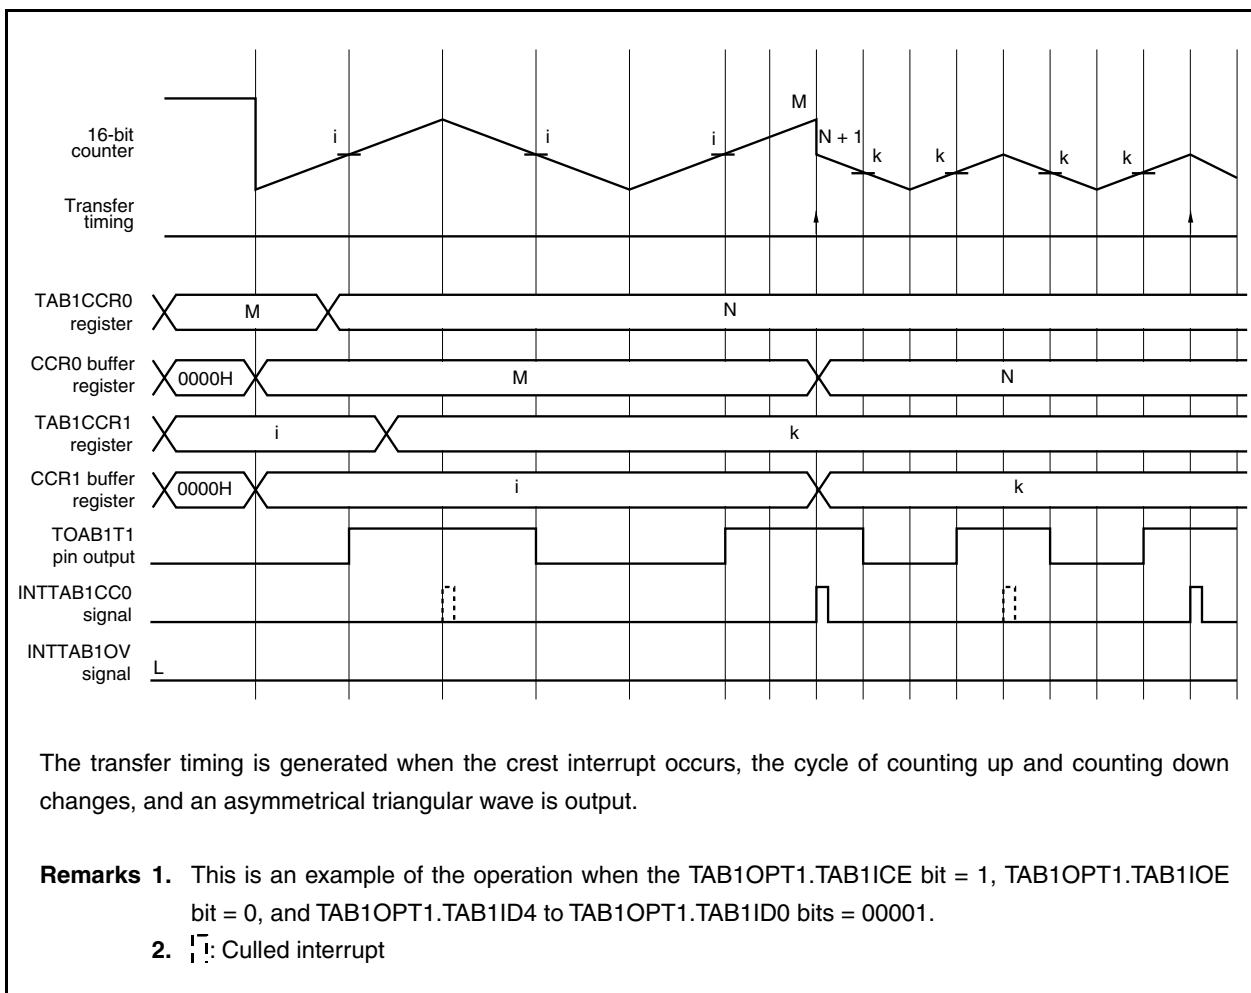 M
i
i
i
N + 1
k
k
k
k
16-bit
counter
Transfer
timing
TAB1CCR0
register
M
N
CCR0 buffer
register
0000H
M
N
TAB1CCR1
register
i
k
CCR1 buffer
register
0000H
i
k
TOAB1T1
pin output
INTTAB1CC0
signal
INTTAB1OV
signal
L
The transfer timing is generated when the crest interrupt occurs, the cycle of counting up and counting down
changes, and an asymmetrical triangular wave is output.
Remarks 1. This is an example of the operation when the TAB1OPT1.TAB1ICE bit = 1, TAB1OPT1.TAB1IOE
bit = 0, and TAB1OPT1.TAB1ID4 to TAB1OPT1.TAB1ID0 bits = 00001.
2. : Culled interrupt